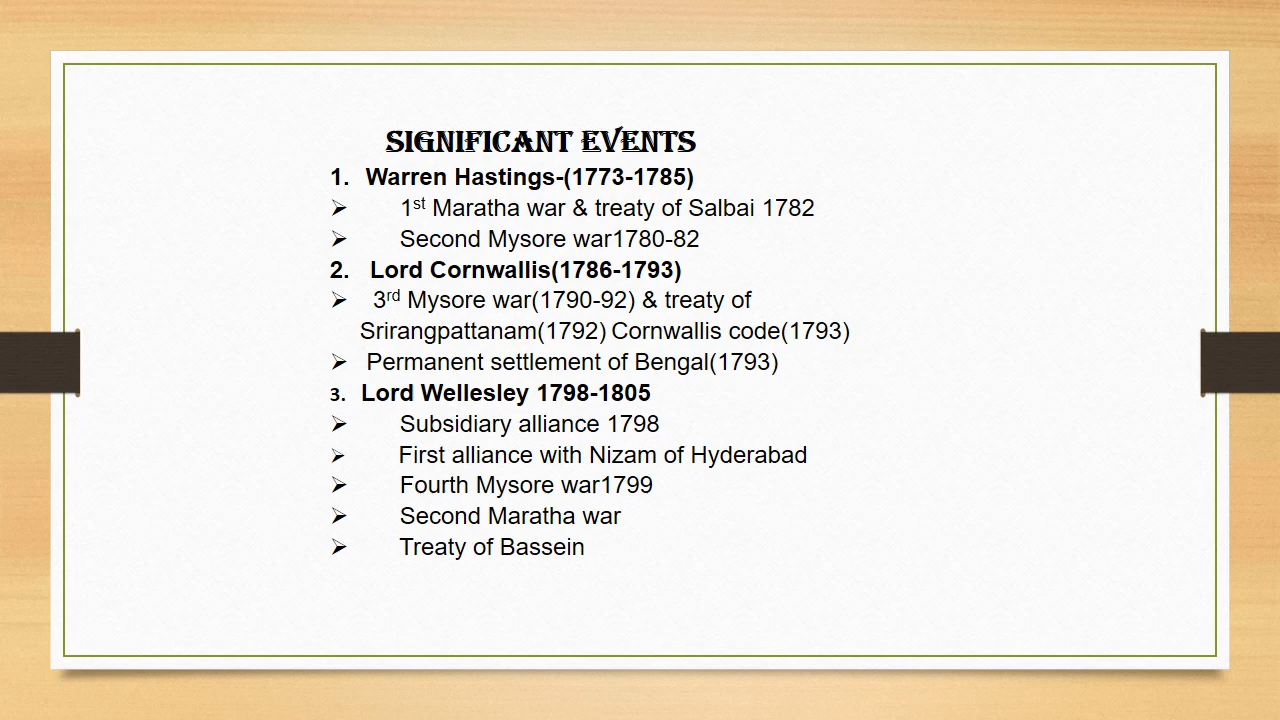 SIGNIFICANT EVENTS
1. Warren Hastings-(1773-1785)
➢ 1st Maratha war & treaty of Salbai 1782
➢ Second Mysore war1780-82
2. Lord Cornwallis(1786-1793)
➢ 3rd Mysore war(1790-92) & treaty of
Srirangpattanam(1792) Cornwallis code(1793)
➢ Permanent settlement of Bengal(1793)
3. Lord Wellesley 1798-1805
➢ Subsidiary alliance 1798
➢ First alliance with Nizam of Hyderabad
➢ Fourth Mysore war1799
➢ Second Maratha war
➢ Treaty of Bassein